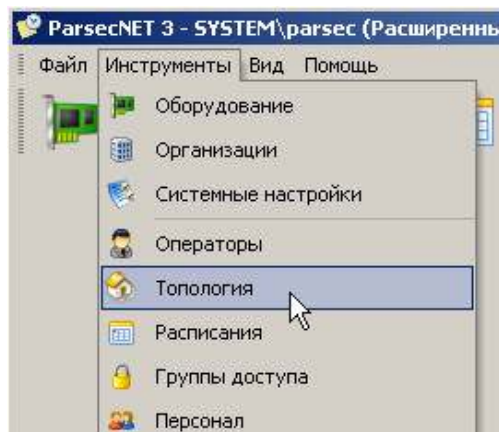 ParsecNET 3 - SYSTEM\parsec (Расширенны
Файл Инструменты Вид Помощь
Оборудование
Организации
Системные настройки
Операторы
Топология
Расписания
Группы доступа
Персонал